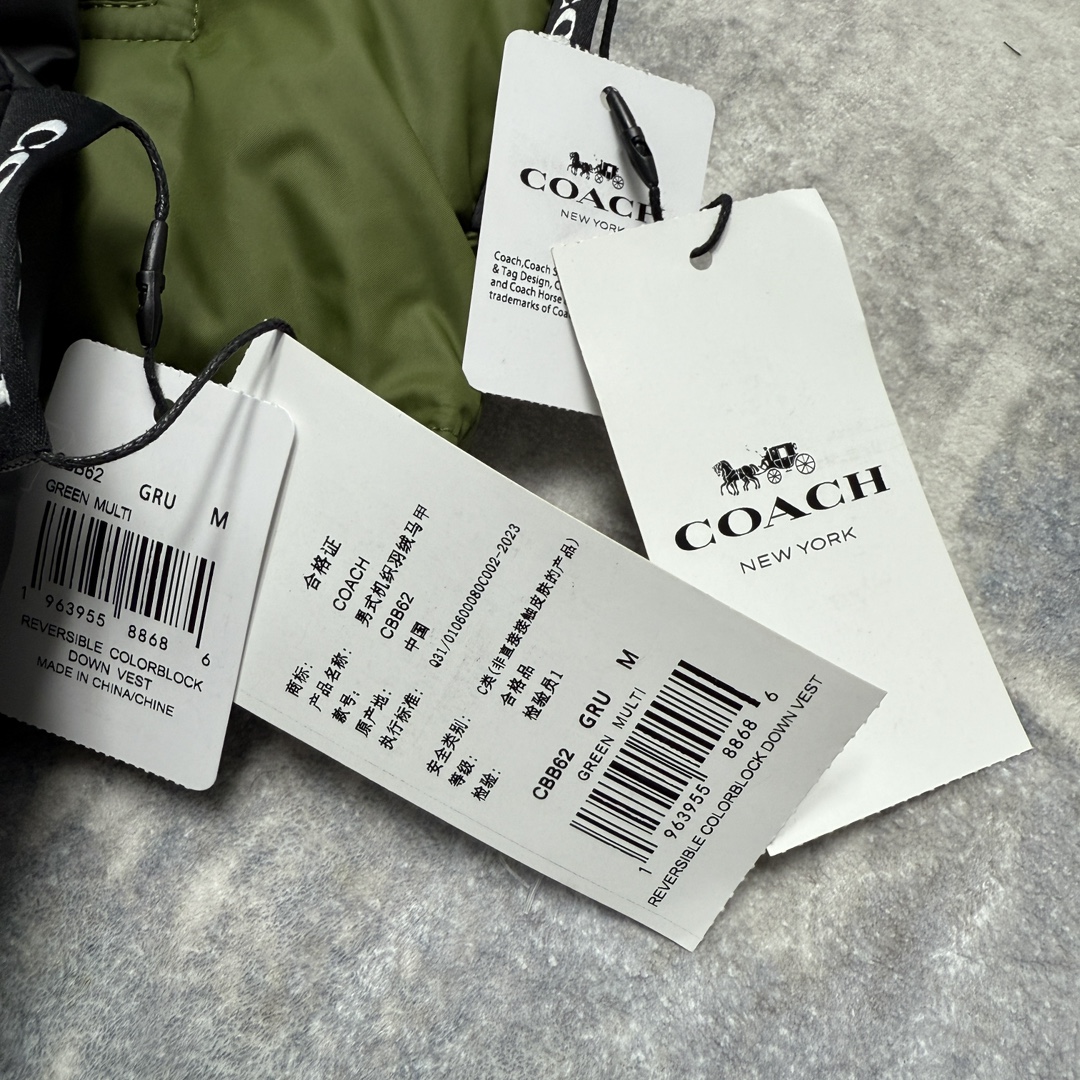 COACH
NEW YORK
Coach,Coach
& Tag Design,
and Coach Horse
trademarks of
COACH
NEW YORK
GRU M
GREEN MULTI
1 963955 8868 6
REVERSIBLE COLORBLOCK
DOWN VEST
MADE IN CHINA/CHINE
合格证
商标: COACH
产品名称: 男式机织羽绒马甲
款号: CBB62
原产地: 中国
执行标准: Q31/0106000080C002-2023
安全类别: C类(非直接接触皮肤的产品)
等级: 合格品
检验: 检验员1
CBB62 GRU M
GREEN MULTI
1 963955 8868 6
REVERSIBLE COLORBLOCK DOWN VEST